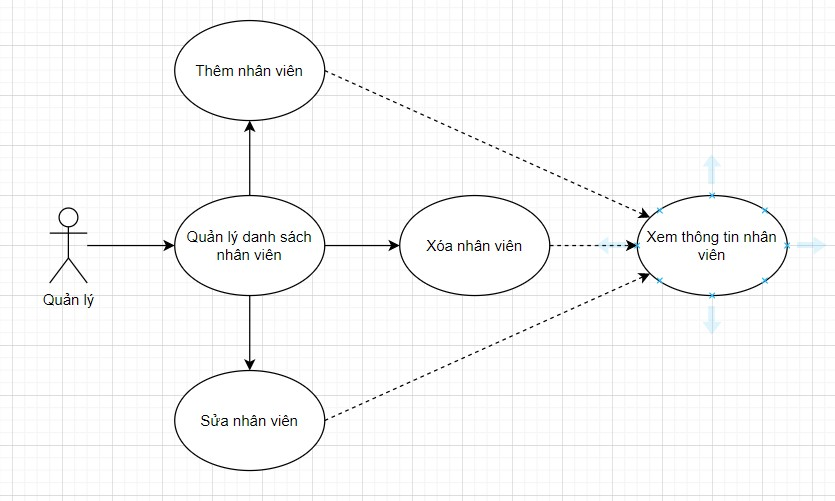 Thêm nhân viên
Quản lý danh sách
nhân viên
Xóa nhân viên
Xem thông tin nhân
viên
Quản lý
Sửa nhân viên